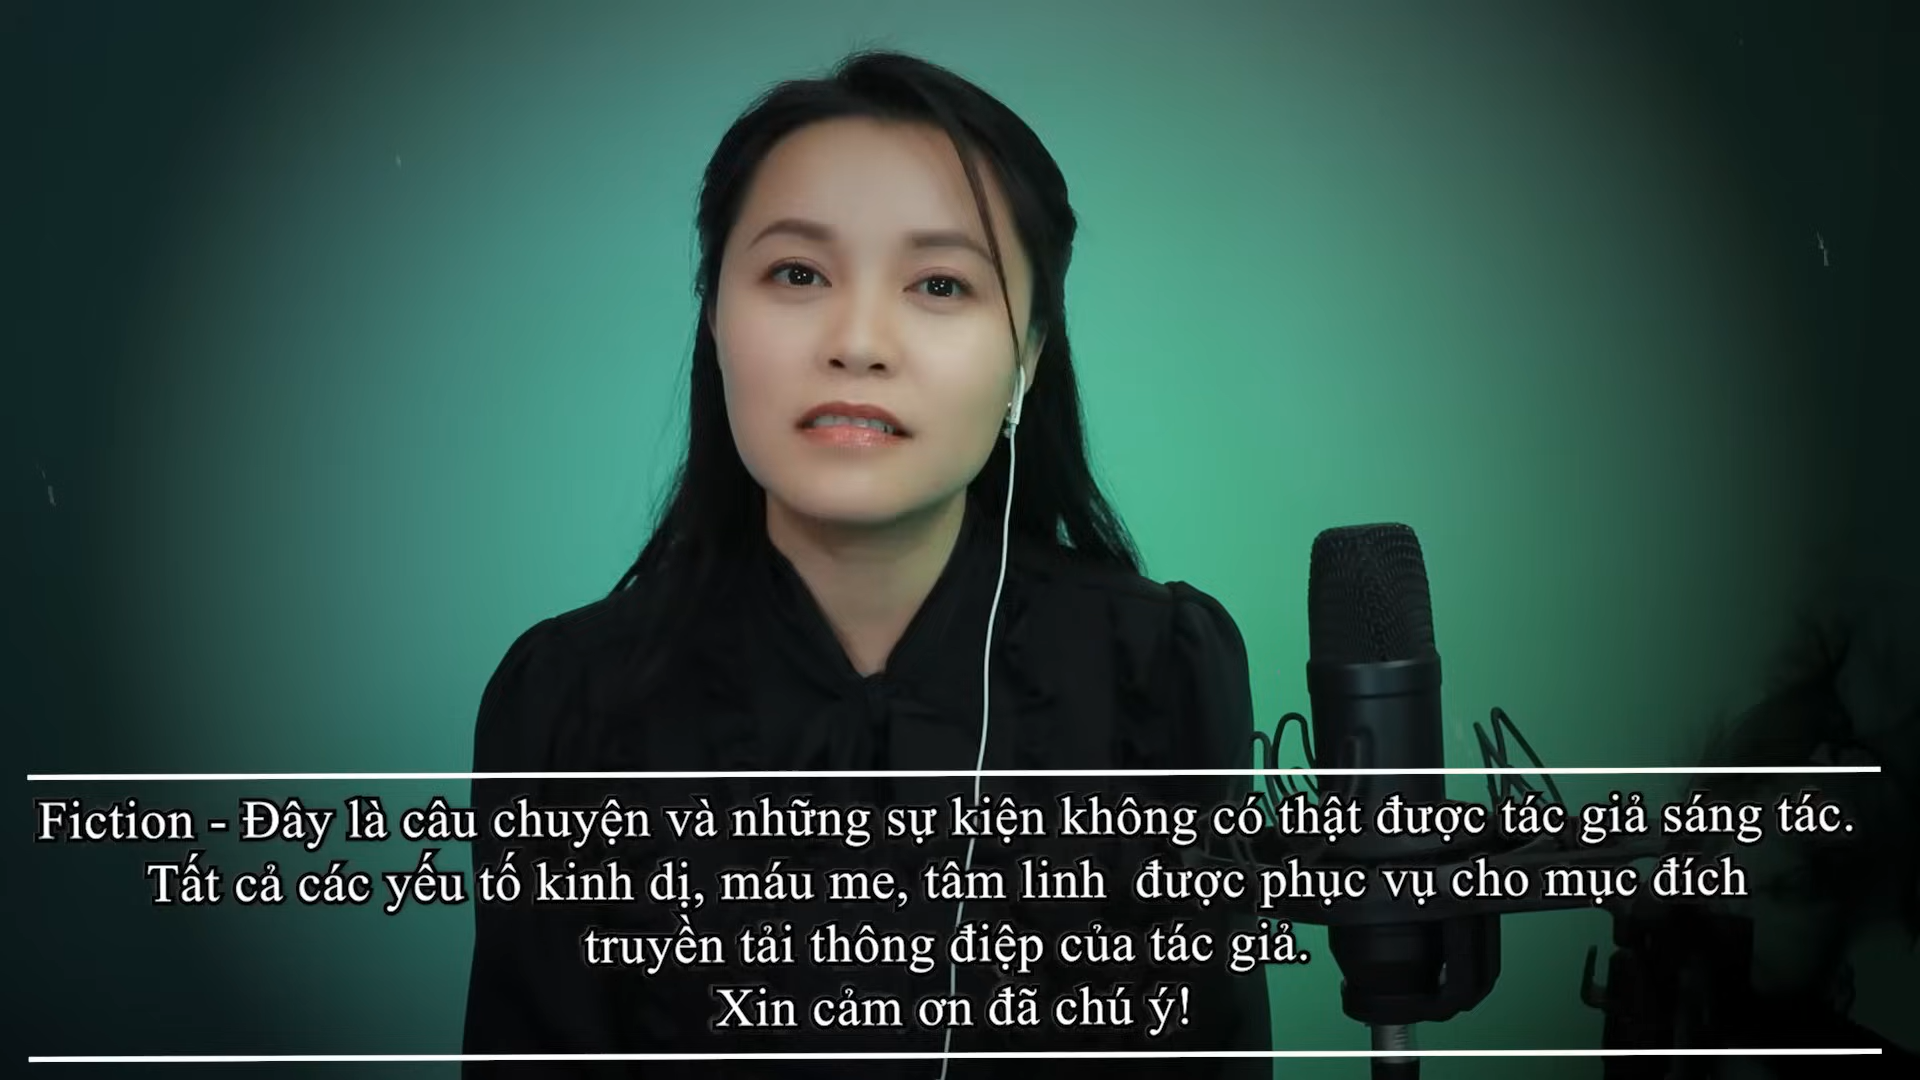 Fiction - Đây là câu chuyện và những sự kiện không có thật được tác giả sáng tác.
Tất cả các yếu tố kinh dị, máu me, tâm linh được phục vụ cho mục đích
truyền tải thông điệp của tác giả.
Xin cảm ơn đã chú ý!